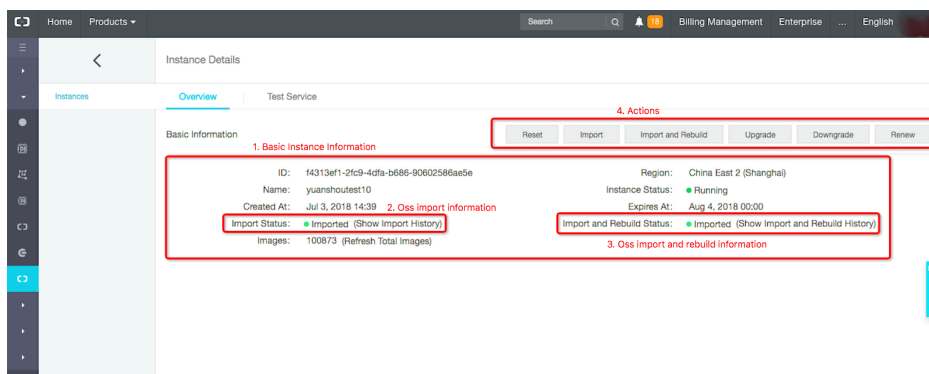 Home Products Search 18 Billing Management Enterprise ... English
Instance Details
Instances
Overview Test Service
4. Actions
Basic Information
Reset Import Import and Rebuild Upgrade Downgrade Renew
1. Basic Instance Information
ID: f4313ef1-2fc9-4dfa-b686-90602586ae5e Region: China East 2 (Shanghai)
Name: yuanshoutest10 Instance Status: Running
Created At: Jul 3, 2018 14:39 2. Oss import information Expires At: Aug 4, 2018 00:00
Import Status: Imported (Show Import History) Import and Rebuild Status: Imported (Show Import and Rebuild History)
Images: 100873 (Refresh Total Images) 3. Oss import and rebuild information